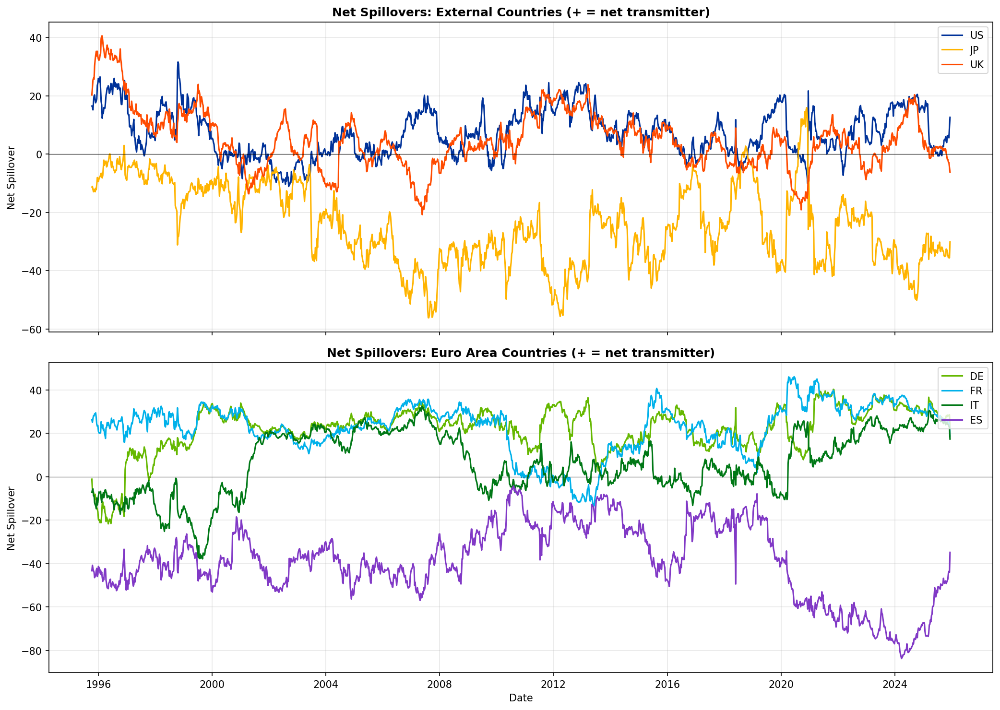 Net Spillovers: External Countries (+ = net transmitter)
Net Spillover
40
20
0
−20
−40
−60
US
JP
UK
Net Spillovers: Euro Area Countries (+ = net transmitter)
Net Spillover
40
20
0
−20
−40
−60
−80
DE
FR
IT
ES
1996 2000 2004 2008 2012 2016 2020 2024
Date